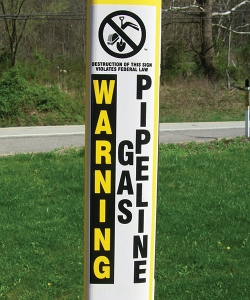 DESTRUCTION OF THIS SIGN
VIOLATES FEDERAL LAW
WARNING
GAS
PIPELINE